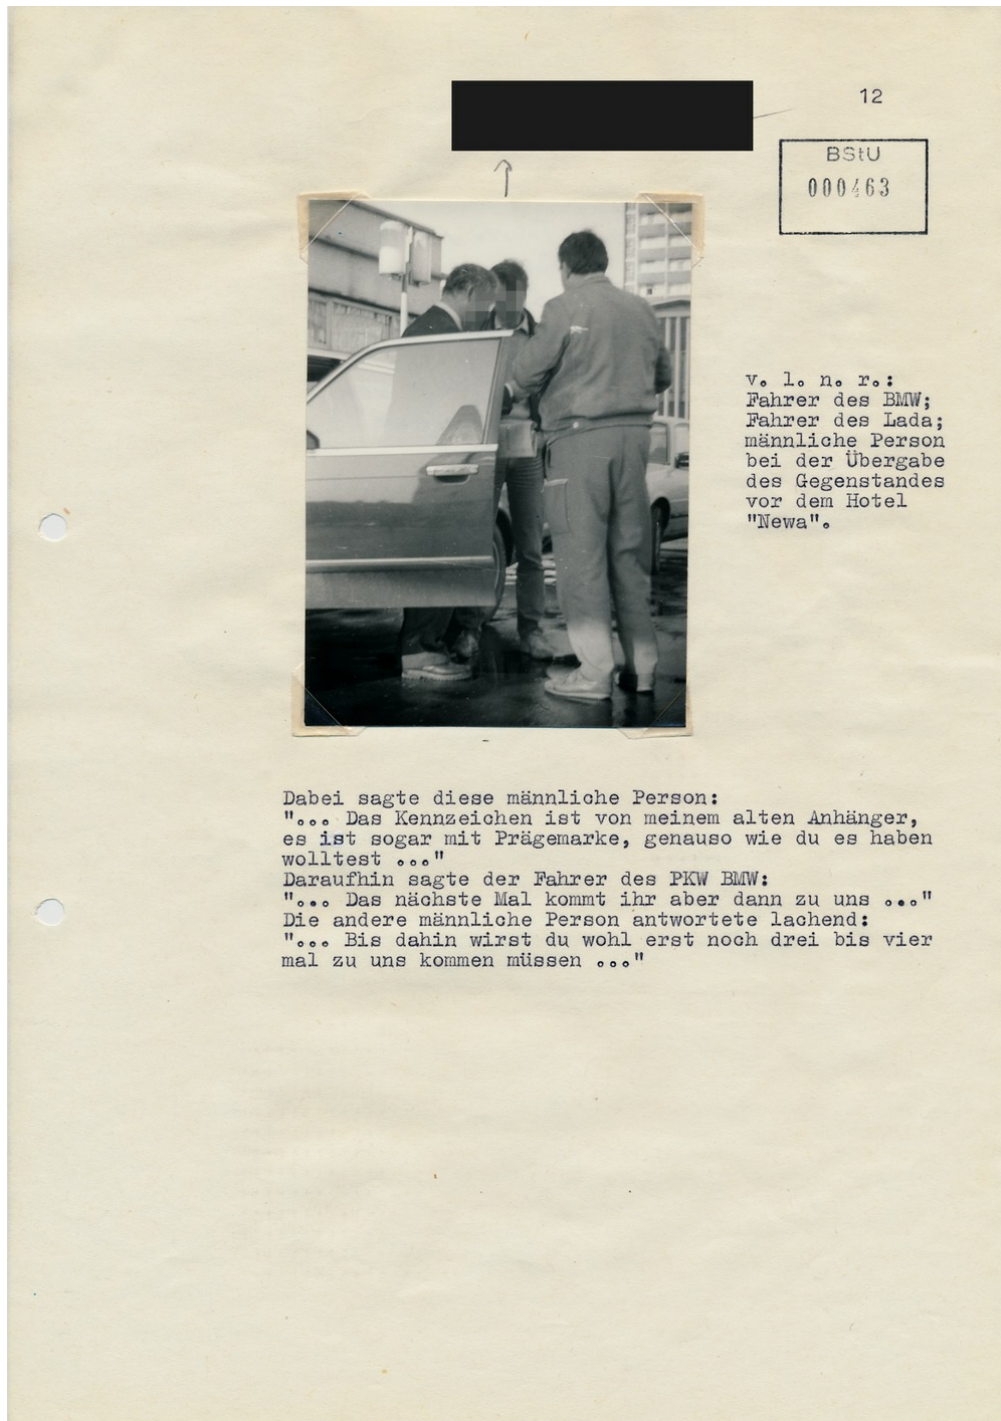 12
BStU
000463
v. l. n. r.:
Fahrer des BMW;
Fahrer des Lada;
männliche Person
bei der Übergabe
des Gegenstandes
vor dem Hotel
"Newa".
Dabei sagte diese männliche Person:
"... Das Kennzeichen ist von meinem alten Anhänger,
es ist sogar mit Prägemarke, genauso wie du es haben
wolltest ..."
Daraufhin sagte der Fahrer des PKW BMW:
"... Das nächste Mal kommt ihr aber dann zu uns ..."
Die andere männliche Person antwortete lachend:
"... Bis dahin wirst du wohl erst noch drei bis vier
mal zu uns kommen müssen ..."